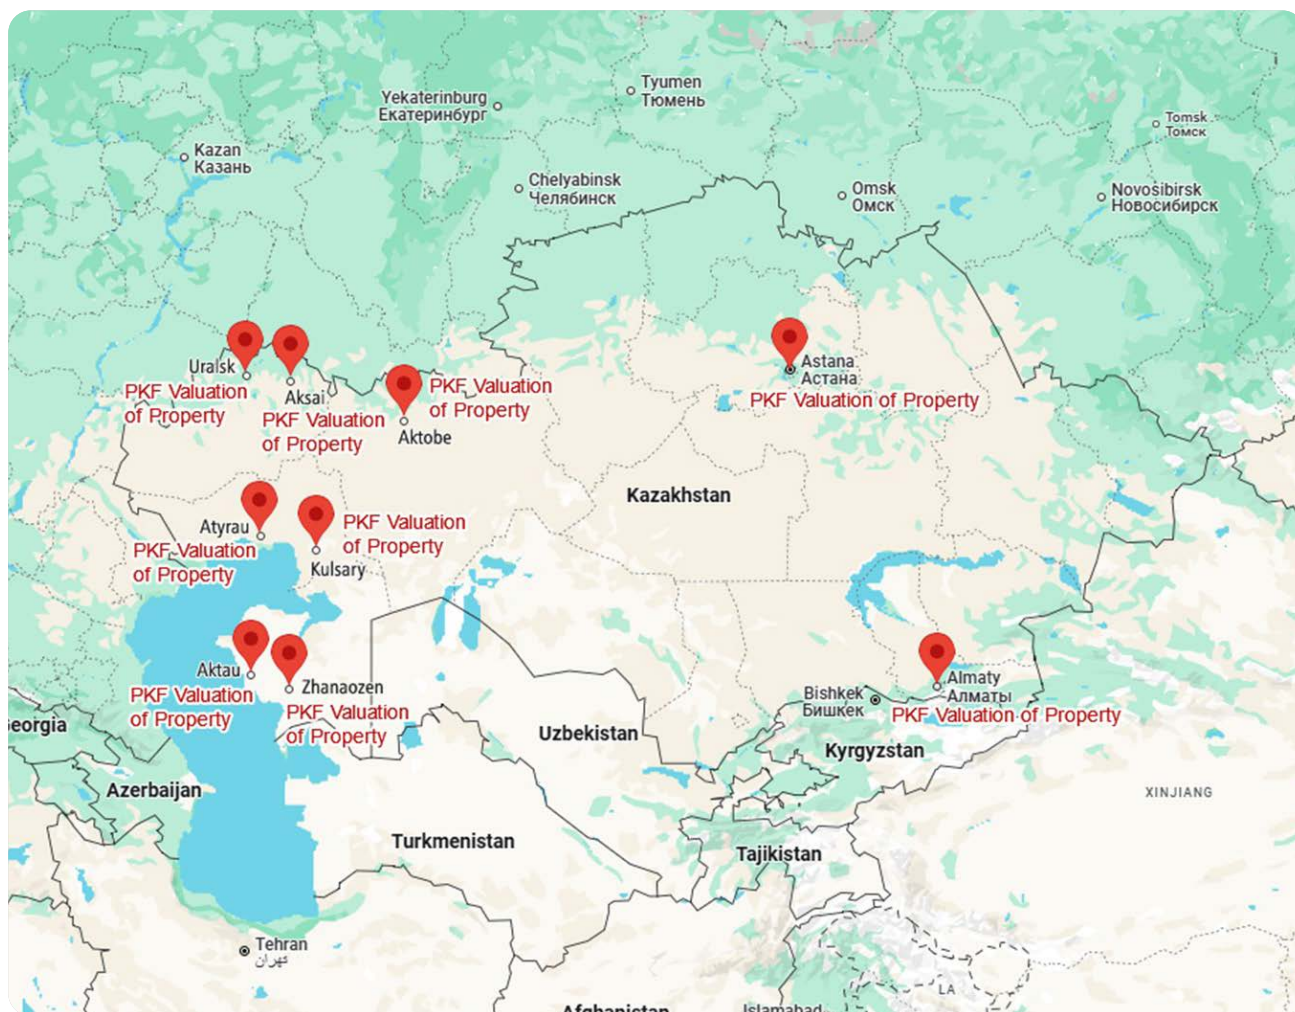 Tyumen
Тюмень
Yekaterinburg
Екатеринбург
Tomsk
Томск
Kazan
Казань
Chelyabinsk
Челябинск
Omsk
Омск
Novosibirsk
Новосибирск
Uralsk
PKF Valuation
of Property
Aksai
PKF Valuation
of Property
PKF Valuation
of Property
Aktobe
Astana
Астана
PKF Valuation of Property
Kazakhstan
Atyrau
PKF Valuation
of Property
PKF Valuation
of Property
Kulsary
Aktau
PKF Valuation
of Property
Zhanaozen
PKF Valuation
of Property
Almaty
Алматы
PKF Valuation of Property
Bishkek
Бишкек
Georgia
Uzbekistan
Kyrgyzstan
Azerbaijan
XINJIANG
Turkmenistan
Tajikistan
Tehran
تهران
LA
Afghanistan
Islamabad